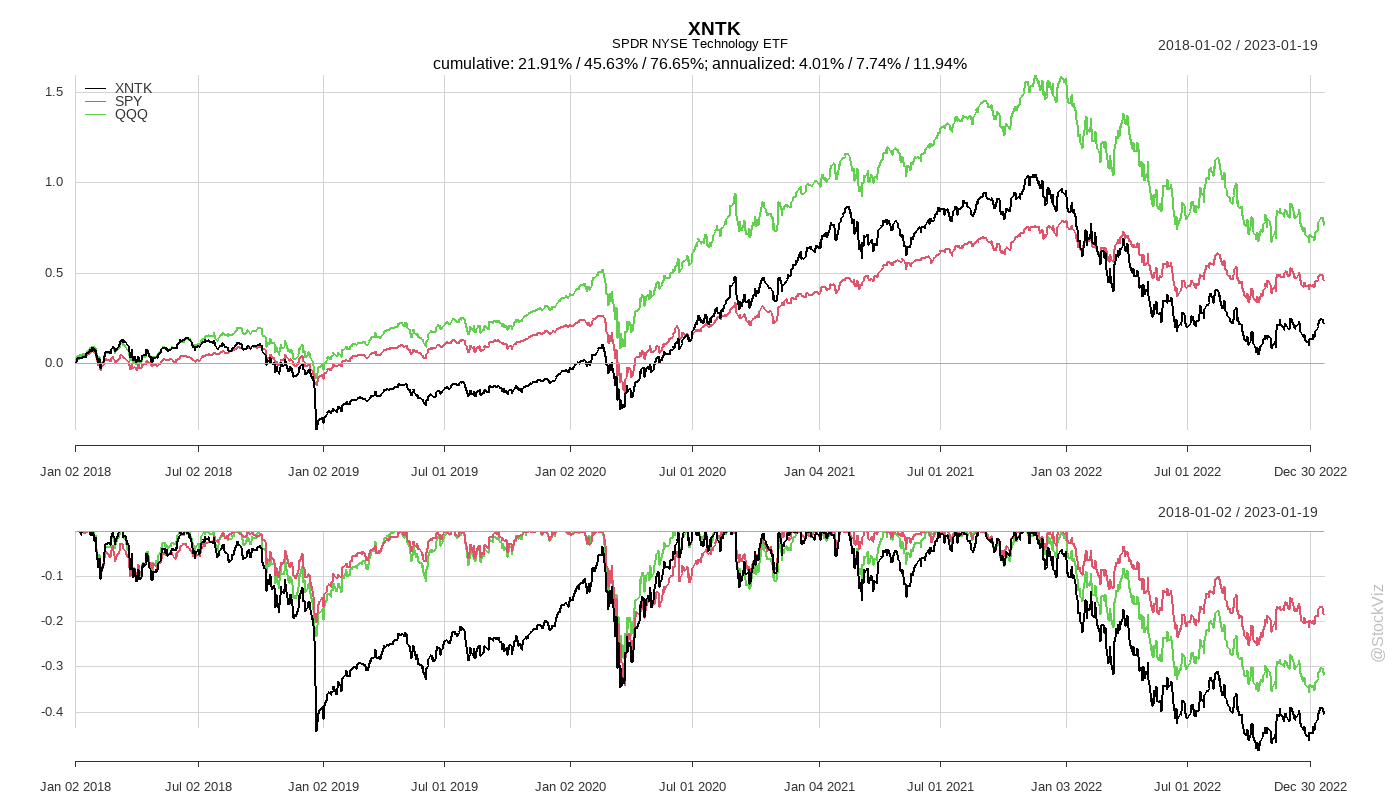 XNTK
SPDR NYSE Technology ETF
2018-01-02 / 2023-01-19
cumulative: 21.91% / 45.63% / 76.65%; annualized: 4.01% / 7.74% / 11.94%
XNTK
SPY
QQQ
1.5
1.0
0.5
0.0
Jan 02 2018 Jul 02 2018 Jan 02 2019 Jul 01 2019 Jan 02 2020 Jul 01 2020 Jan 04 2021 Jul 01 2021 Jan 03 2022 Jul 01 2022 Dec 30 2022
2018-01-02 / 2023-01-19
-0.1
-0.2
-0.3
-0.4
Jan 02 2018 Jul 02 2018 Jan 02 2019 Jul 01 2019 Jan 02 2020 Jul 01 2020 Jan 04 2021 Jul 01 2021 Jan 03 2022 Jul 01 2022 Dec 30 2022
@StockViz